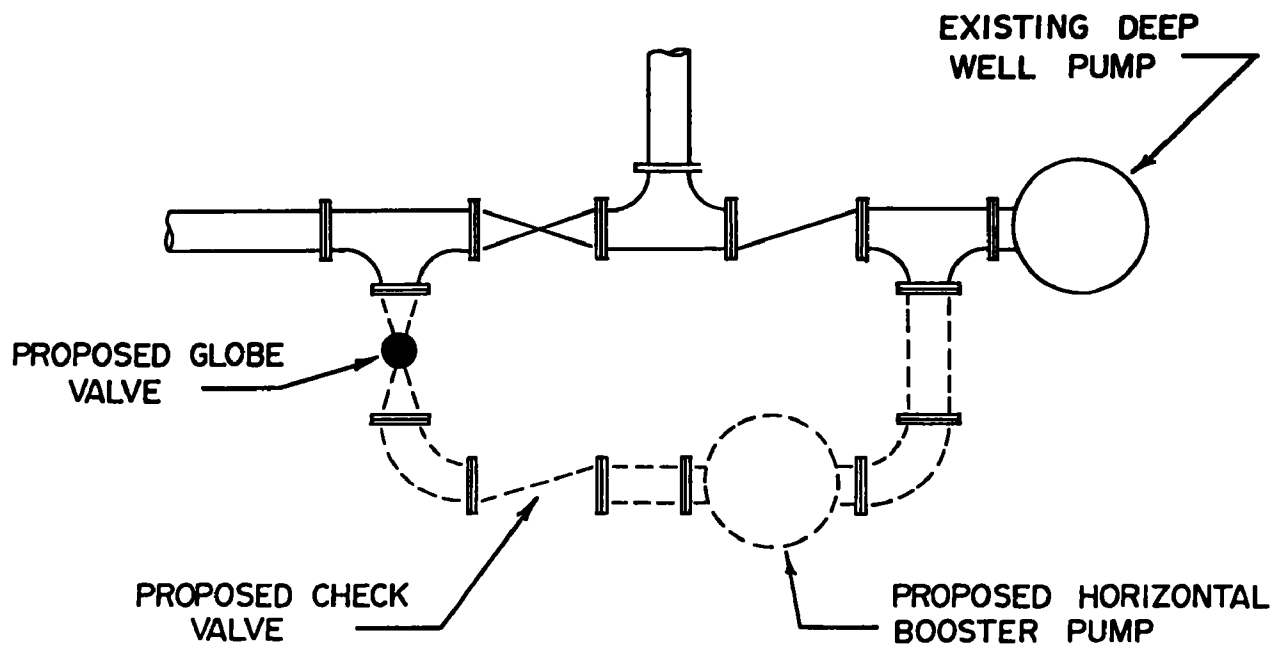 EXISTING DEEP
WELL PUMP
PROPOSED GLOBE
VALVE
PROPOSED CHECK
VALVE
PROPOSED HORIZONTAL
BOOSTER PUMP